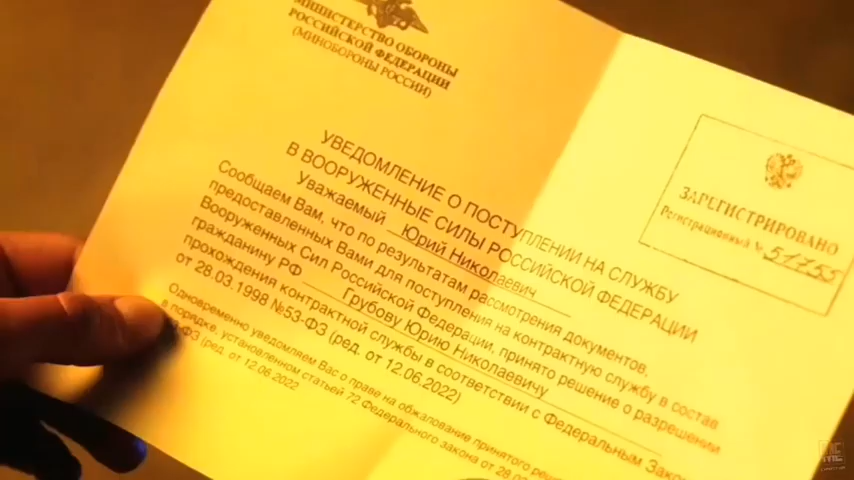 МИНИСТЕРСТВО ОБОРОНЫ
РОССИЙСКОЙ ФЕДЕРАЦИИ
(МИНОБОРОНЫ РОССИИ)
ЗАРЕГИСТРИРОВАНО
Регистрационный № 51755
УВЕДОМЛЕНИЕ О ПОСТУПЛЕНИИ НА СЛУЖБУ
В ВООРУЖЕННЫЕ СИЛЫ РОССИЙСКОЙ ФЕДЕРАЦИИ
Уважаемый Юрий Николаевич
Сообщаем Вам, что по результатам рассмотрения документов,
предоставленных Вами для поступления на контрактную службу в состав
Вооруженных Сил Российской Федерации, принято решение о разрешении
гражданину РФ Грубову Юрию Николаевичу
прохождения контрактной службы в соответствии с Федеральным
от 28.03.1998 №53-ФЗ (ред. от 12.06.2022)
Одновременно уведомляем Вас о праве на обжалование принятого
в порядке, установленном статьей 72 Федерального закона от 28.
(ред. от 12.06.2022